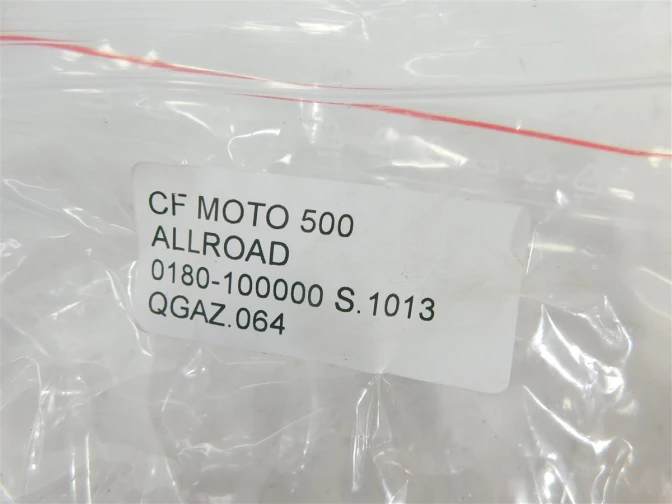 CF MOTO 500
ALLROAD
0180-100000 S.1013
QGAZ.064